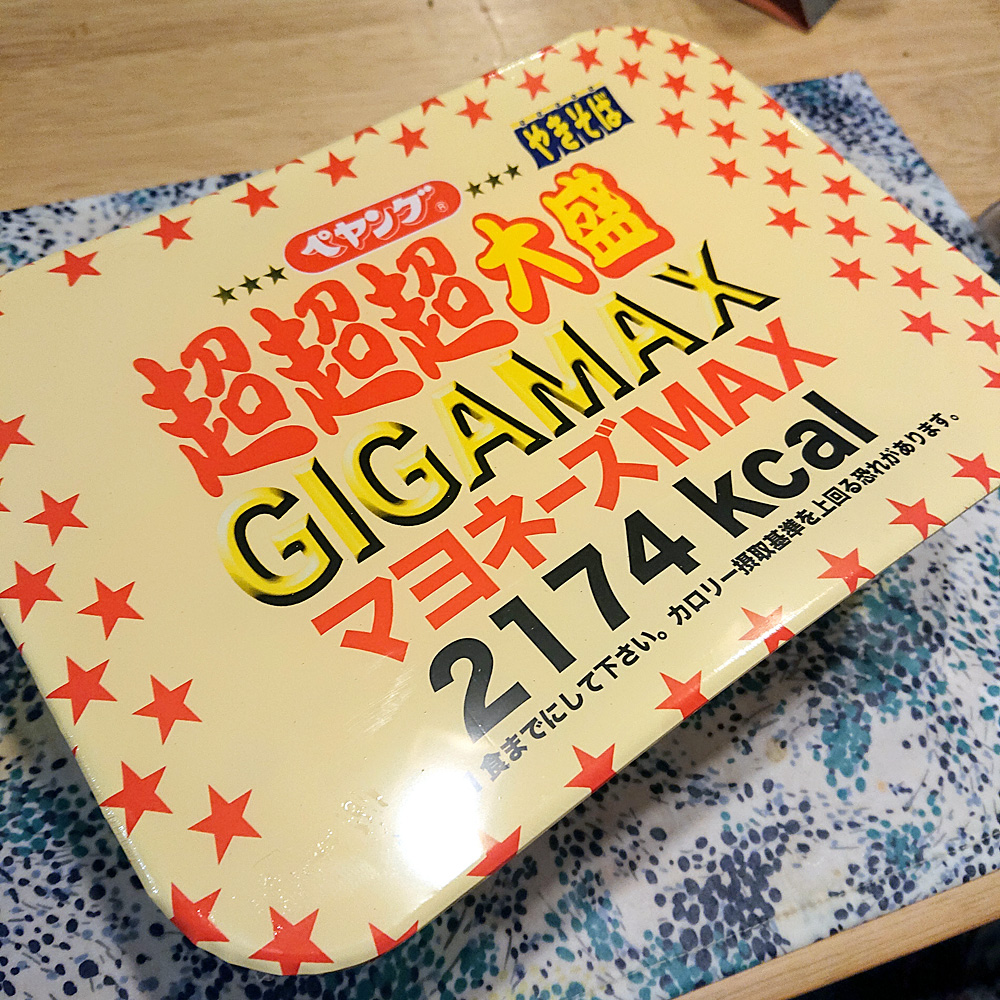 やきそば
ペヤング®
超超超大盛
GIGAMAX
マヨネーズMAX
2174 kcal
1食までにして下さい。カロリー摂取基準を上回る恐れがあります。